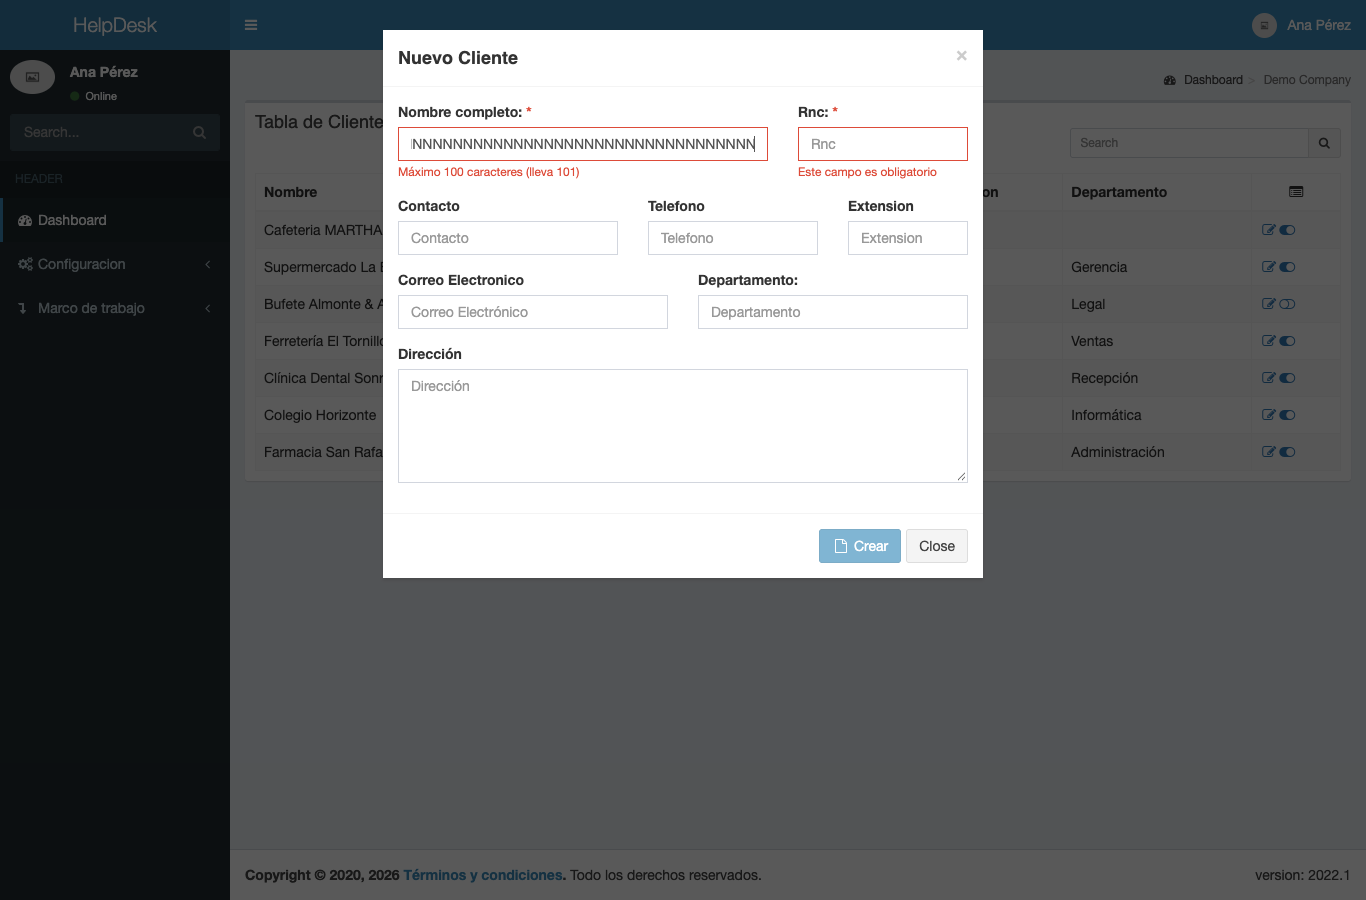 HelpDesk
Ana Pérez
Ana Pérez
Online
Search...
HEADER
Dashboard
Configuracion
Marco de trabajo
Dashboard > Demo Company
Tabla de Cliente
Search
Nombre
on
Departamento
Cafeteria MARTHA
Supermercado La
Gerencia
Bufete Almonte &
Legal
Ferretería El Tornillo
Ventas
Clínica Dental
Recepción
Colegio Horizonte
Informática
Farmacia San Rafa
Administración
Nuevo Cliente
×
Nombre completo: *
Rnc: *
NNNNNNNNNNNNNNNNNNNNNNNNNNNNNNNNNN
Rnc
Máximo 100 caracteres (lleva 101)
Este campo es obligatorio
Contacto
Telefono
Extension
Contacto
Telefono
Extension
Correo Electronico
Departamento:
Correo Electrónico
Departamento
Dirección
Dirección
Crear
Close
Copyright © 2020, 2026 Términos y condiciones. Todo los derechos reservados.
version: 2022.1